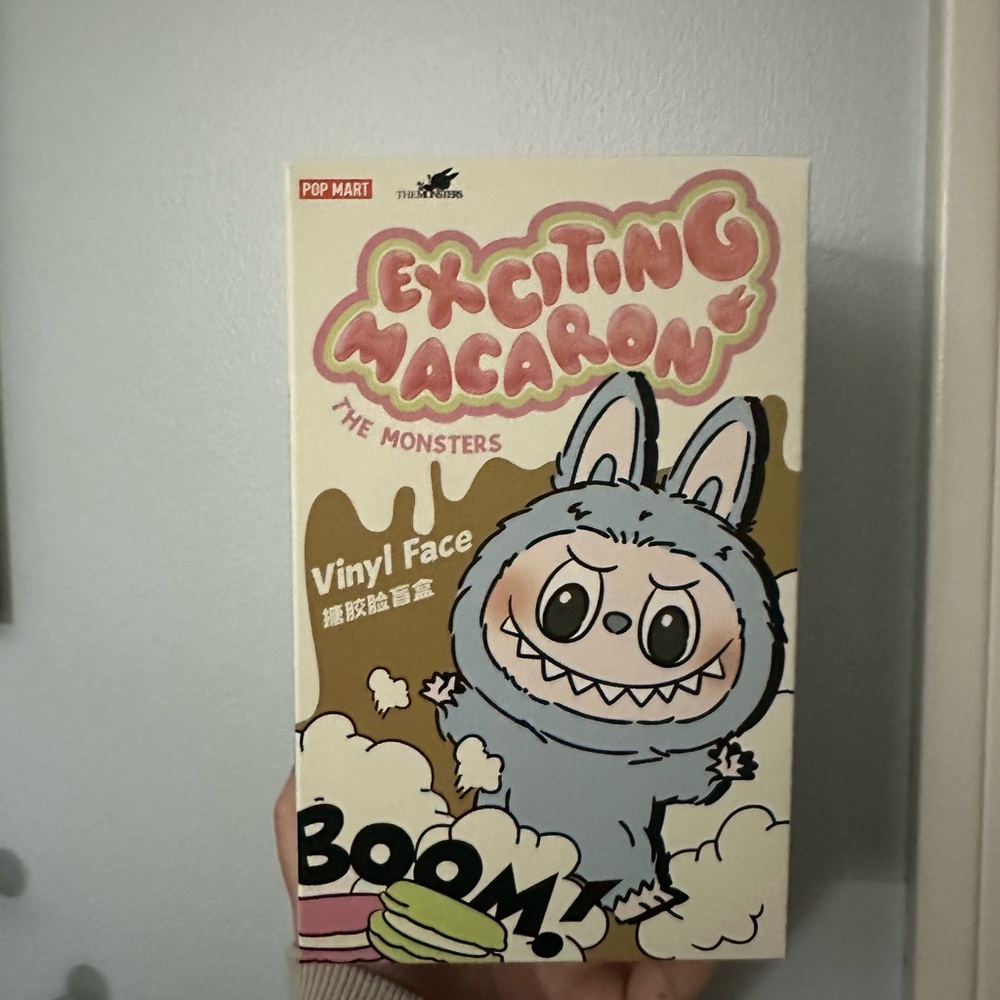 POP MART
THE MONSTERS
EXCITING
MACARON
THE MONSTERS
Vinyl Face
搪胶脸盲盒
BOOM!